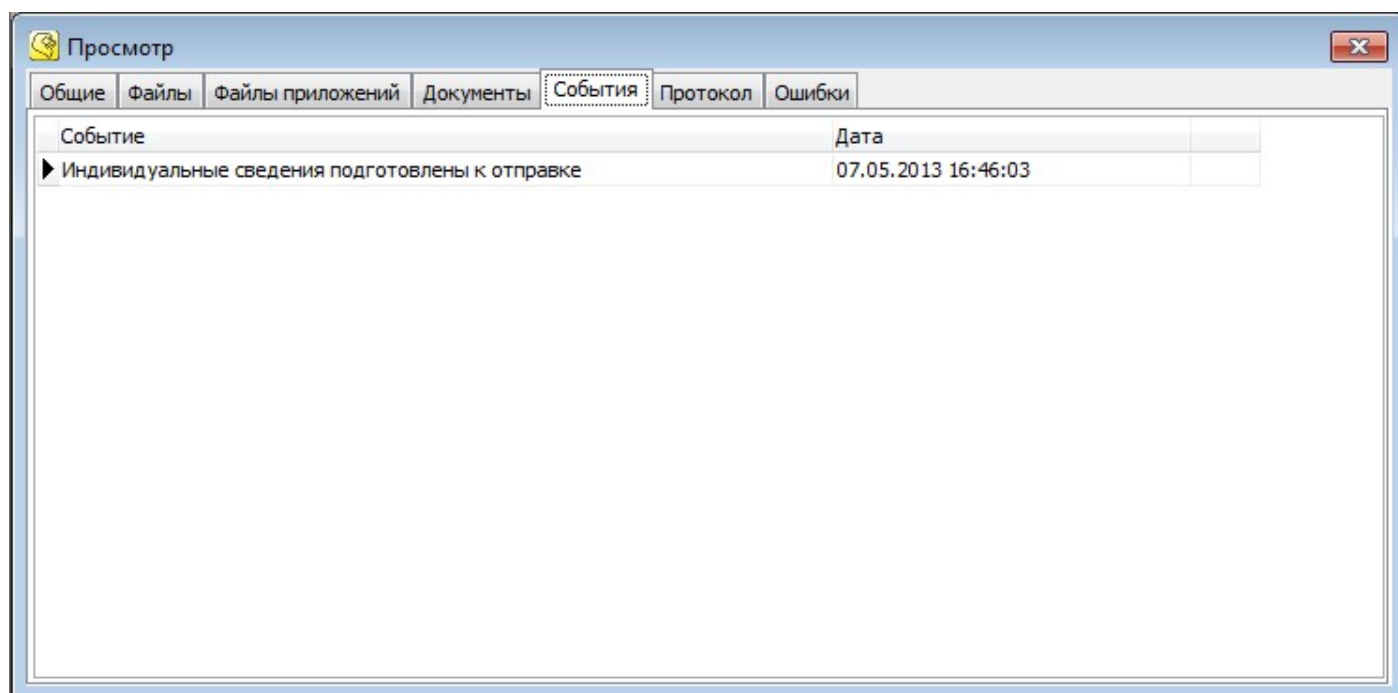 Просмотр
Общие Файлы Файлы приложений Документы События Протокол Ошибки
Событие Дата
Индивидуальные сведения подготовлены к отправке 07.05.2013 16:46:03